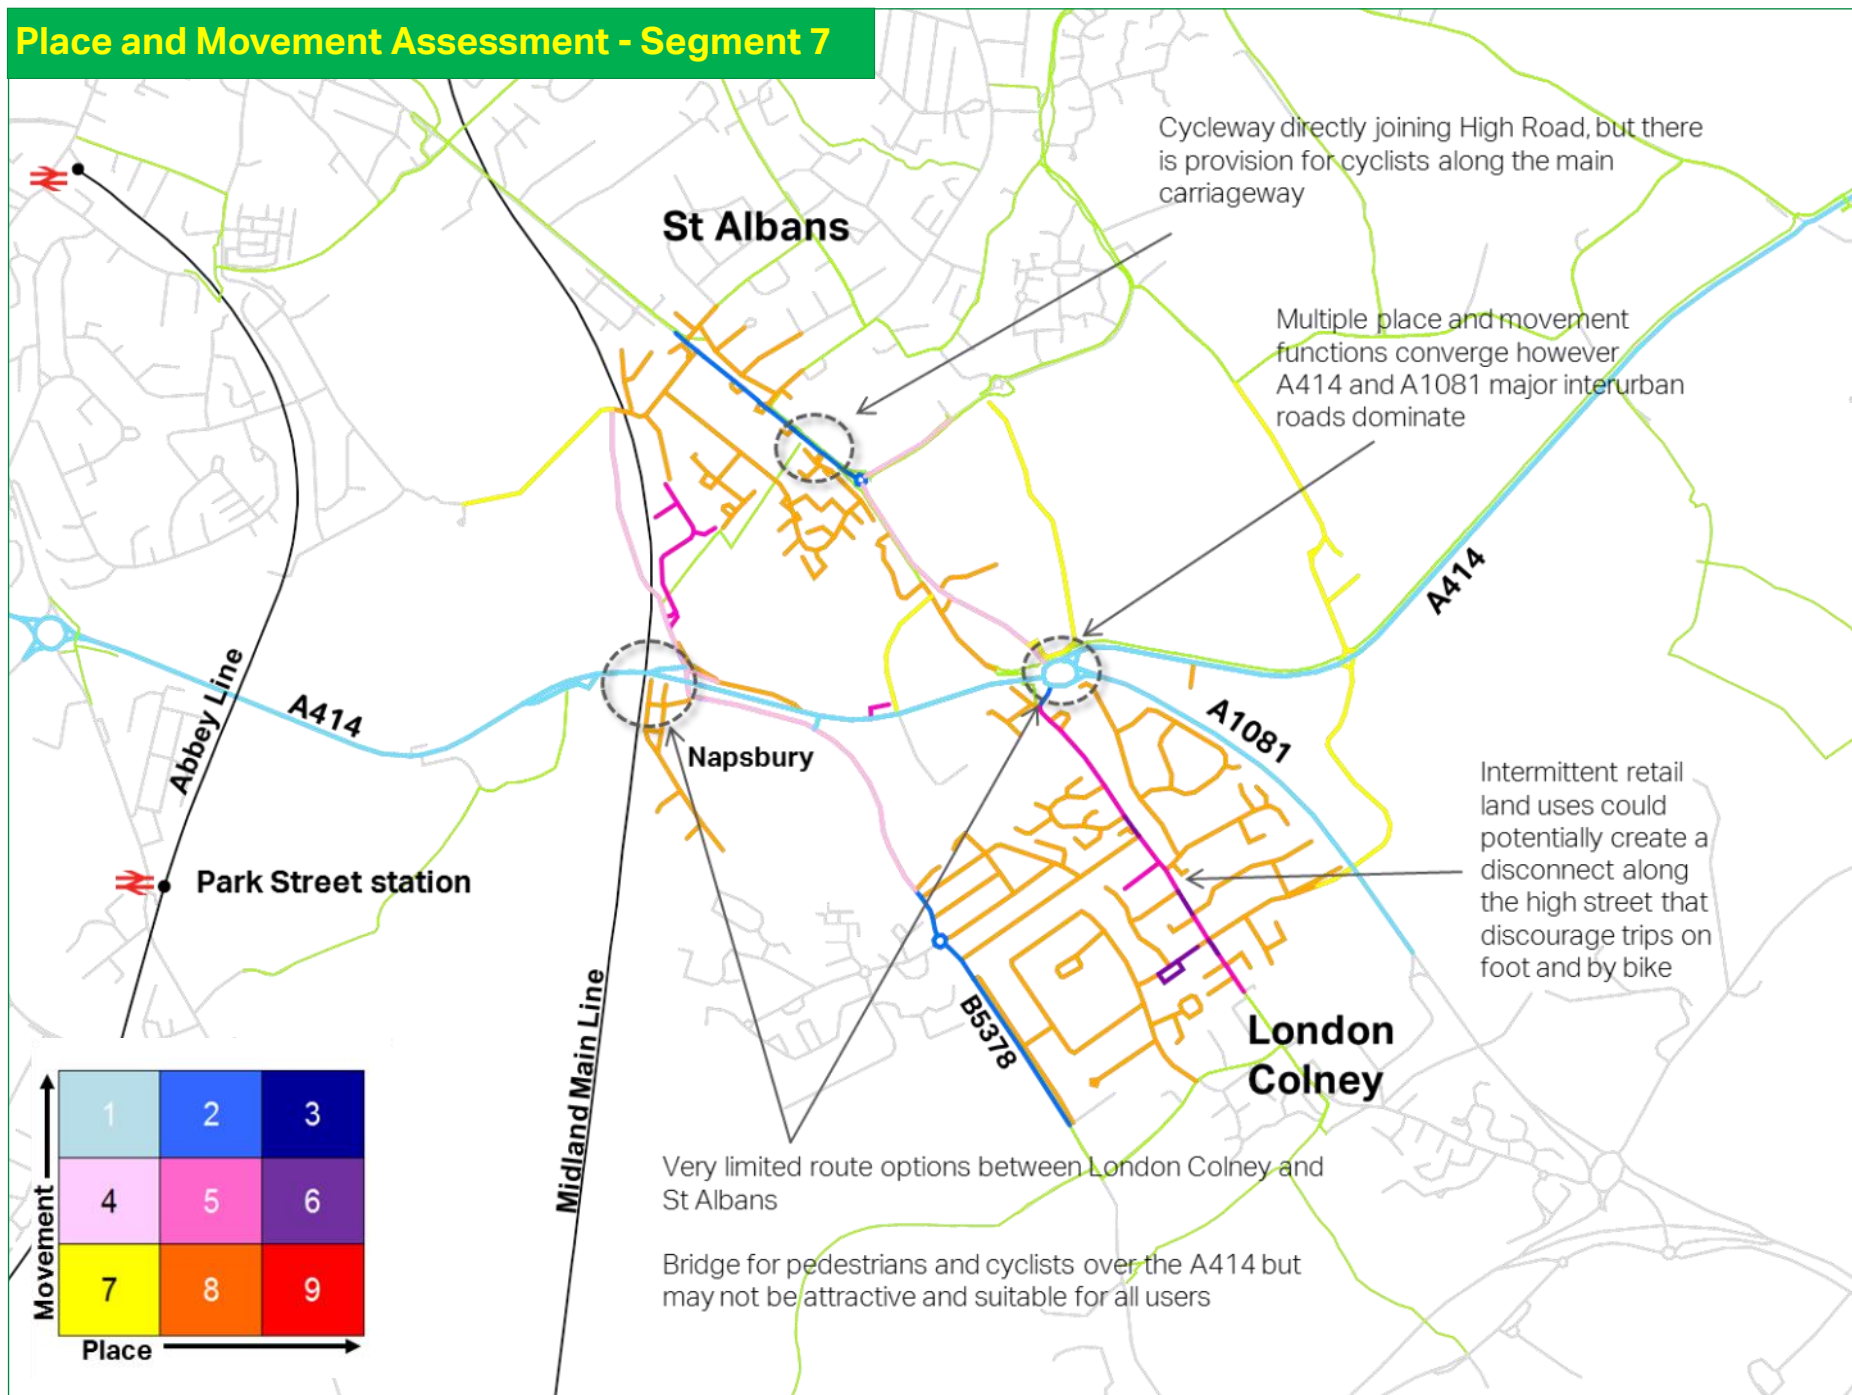 Place and Movement Assessment - Segment 7
Cycleway directly joining High Road, but there
is provision for cyclists along the main
carriageway
St Albans
Multiple place and movement
functions converge however
A414 and A1081 major interurban
roads dominate
A414
A414
Abbey Line
A1081
Napsbury
Intermittent retail
land uses could
potentially create a
disconnect along
the high street that
discourage trips on
foot and by bike
Park Street station
Midland Main Line
B5378
London
Colney
Very limited route options between London Colney and
St Albans
Bridge for pedestrians and cyclists over the A414 but
may not be attractive and suitable for all users
Movement
1 2 3
4 5 6
7 8 9
Place